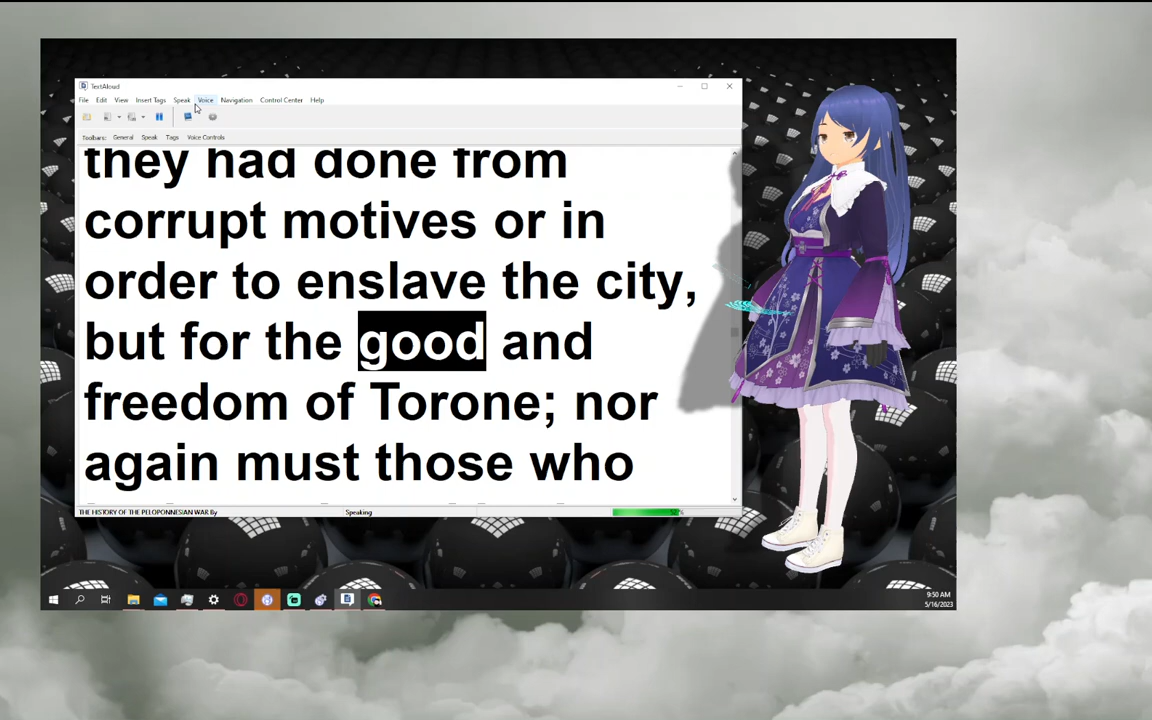 TextAloud
File Edit View Insert Tags Speak Voice Navigation Control Center Help
Toolbars: General Speak Tags Voice Controls
they had done from
corrupt motives or in
order to enslave the city,
but for the good and
freedom of Torone; nor
again must those who
THE HISTORY OF THE PELOPONNESIAN WAR By Speaking
9:50 AM
5/16/2023